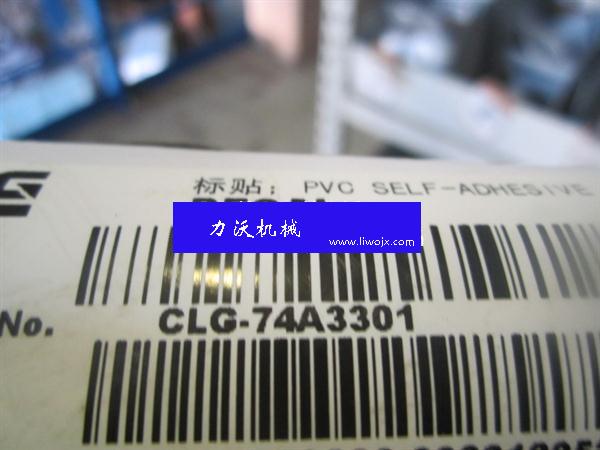 标贴: PVC SELF-ADHESIVE
力沃机械
www.liwojx.com
No. CLG-74A3301